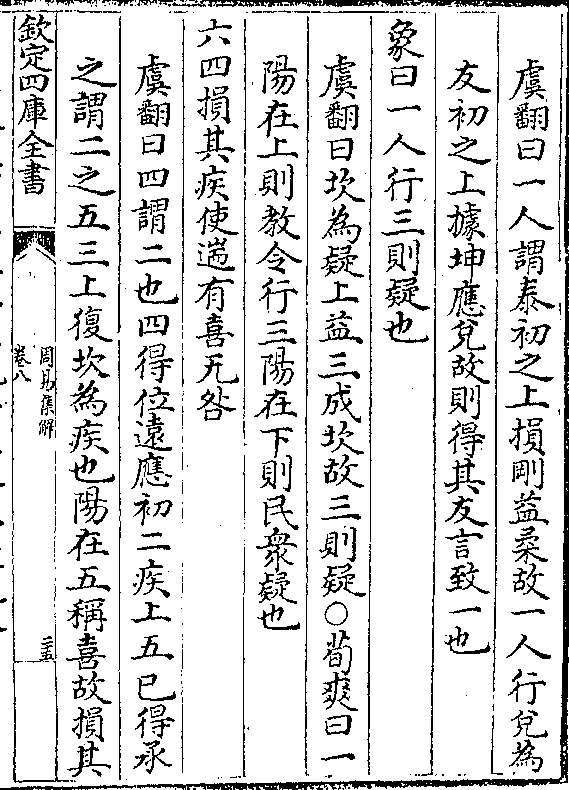 虞翻曰一人謂泰初之上損剛益柔故一人行兌為
友初之上據坤應兌故則得其友言致一也
象曰一人行三則疑也
虞翻曰坎為疑上益三成坎故三則疑○荀爽曰一
陽在上則教令行三陽在下則民衆疑也
六四損其疾使遄有喜无咎
虞翻曰四謂二也四得位逺應初二疾上五已得承
之謂二之五三上復坎為疾也陽在五稱喜故損其
欽定四庫全書
周易集解
卷八
二五